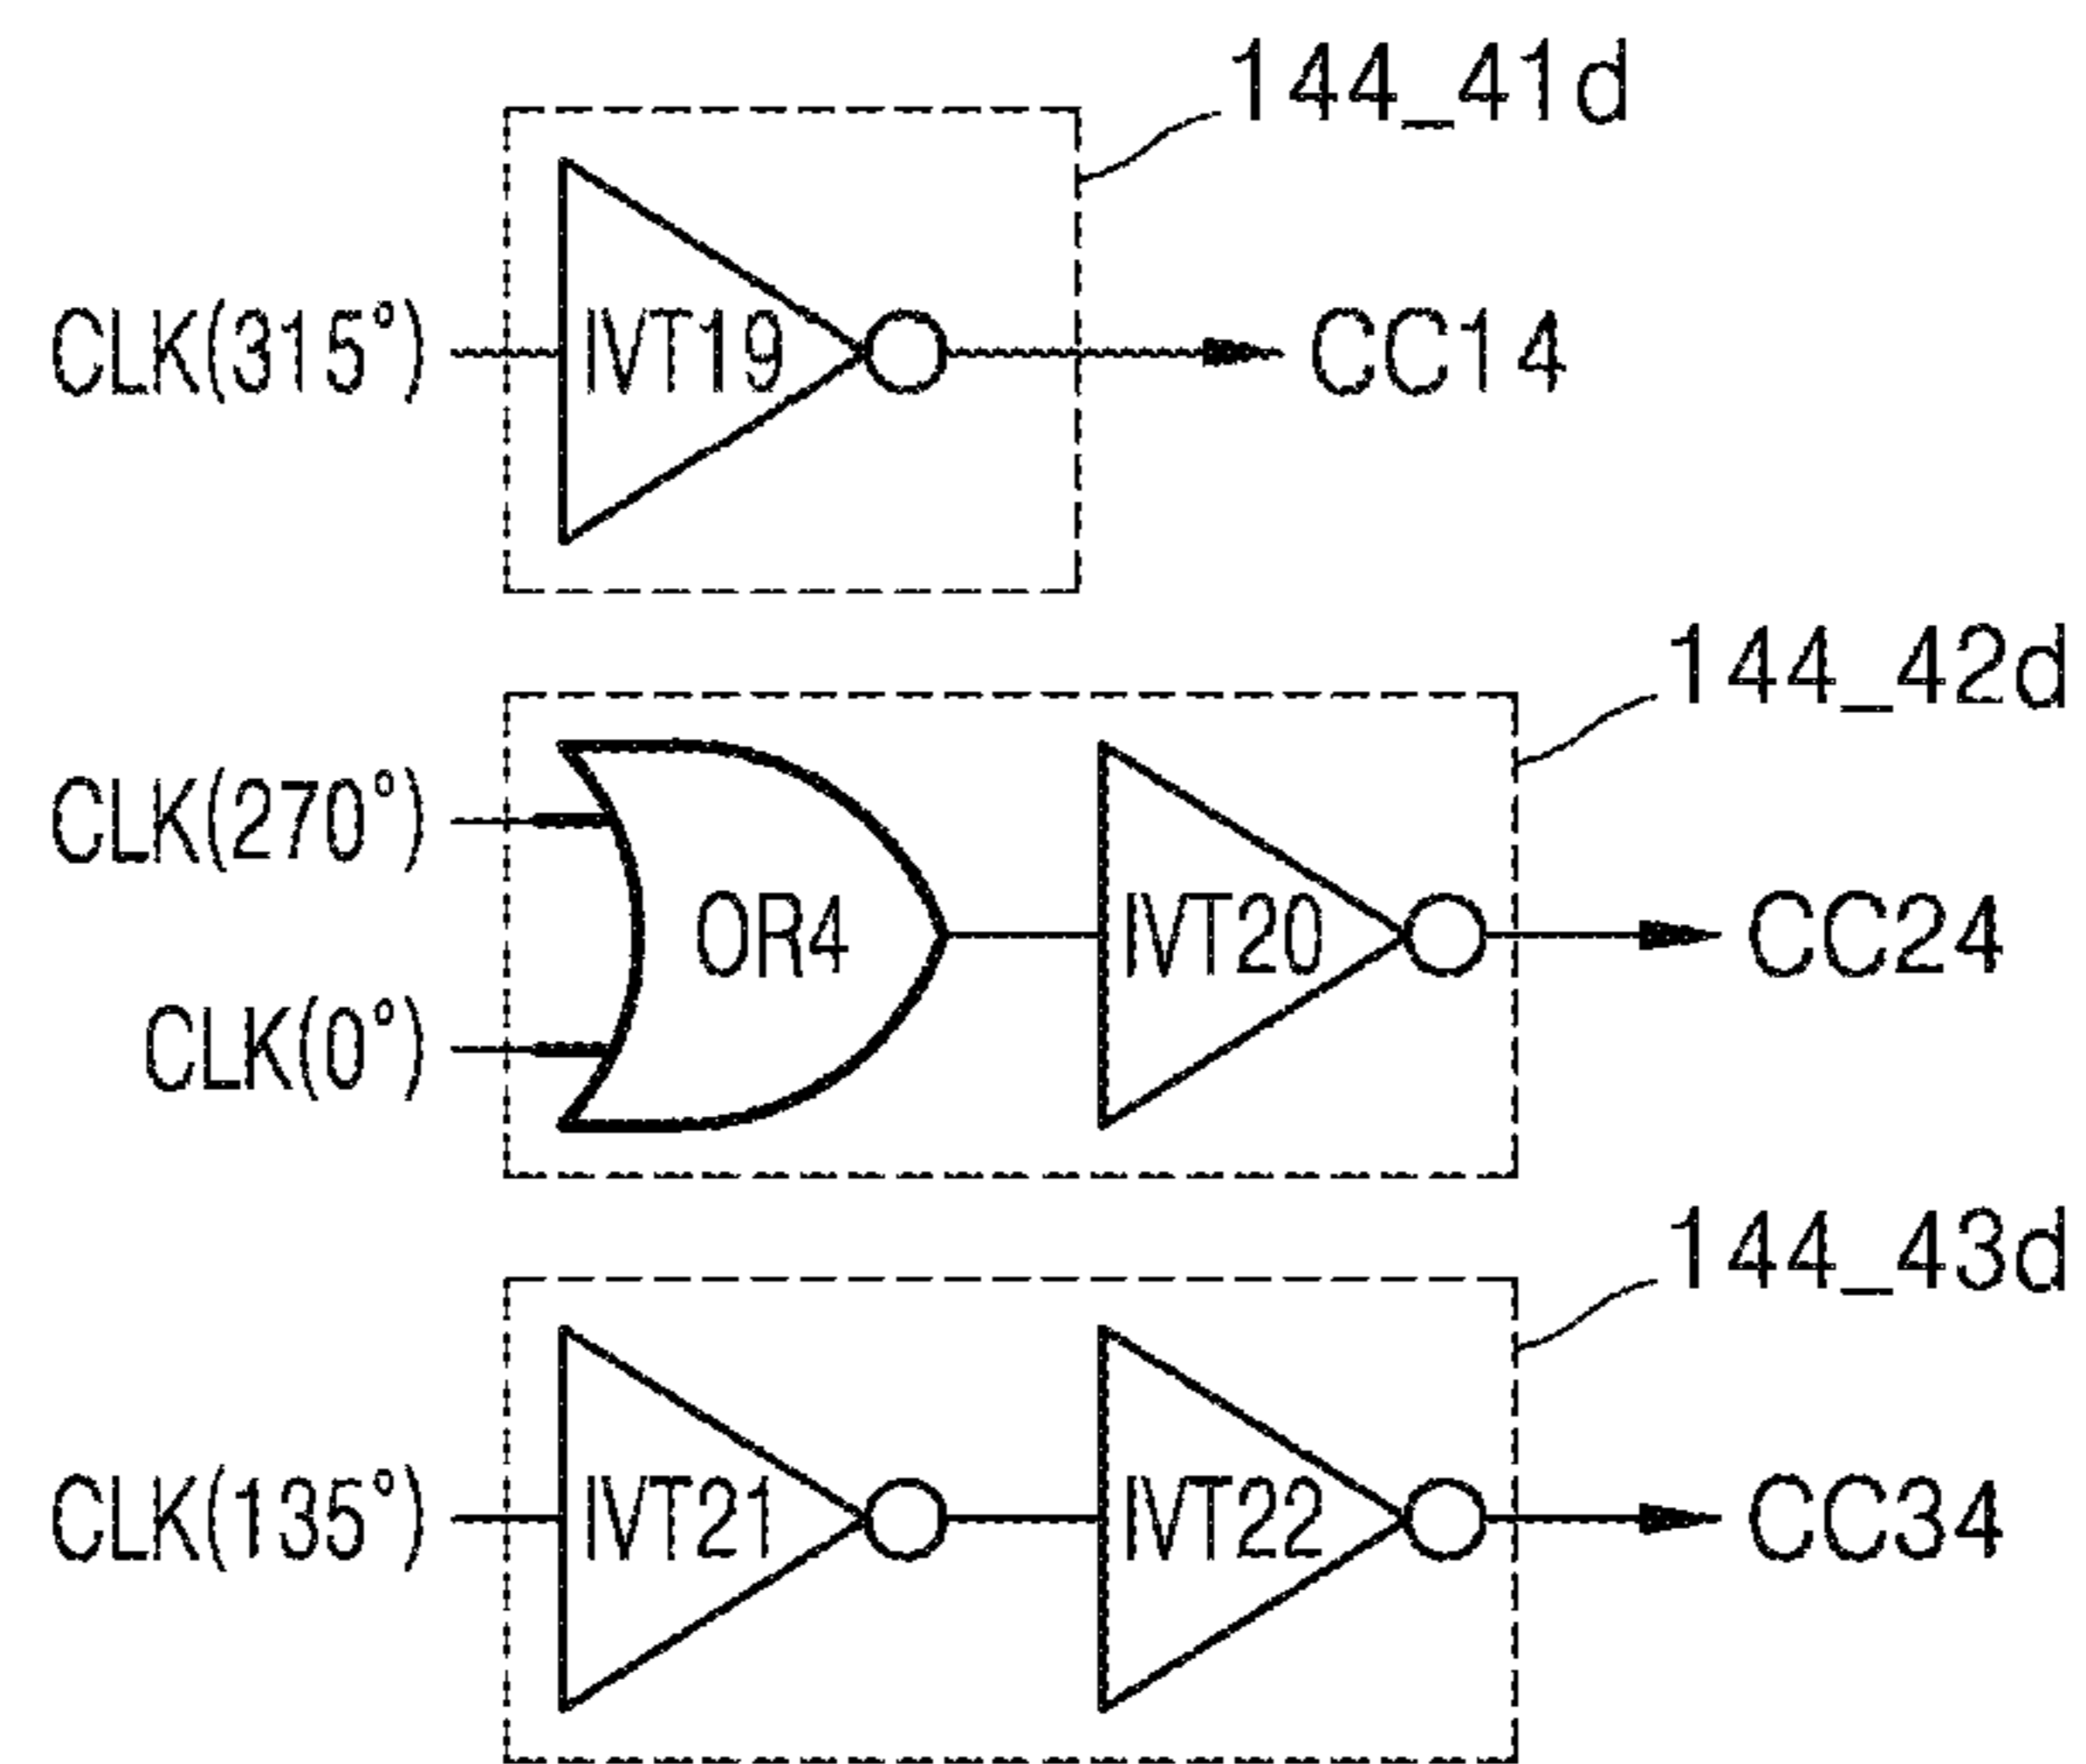 144_41d
CLK(315°)
IVT19
CC14
144_42d
CLK(270°)
CLK(0°)
OR4
IVT20
CC24
144_43d
CLK(135°)
IVT21
IVT22
CC34